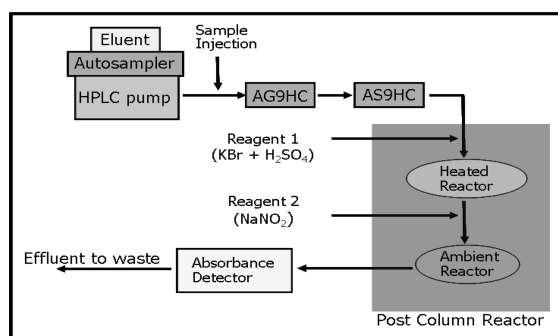 Eluent
Autosampler
HPLC pump
Sample
Injection
AG9HC
AS9HC
Reagent 1
(KBr + H₂SO₄)
Heated
Reactor
Reagent 2
(NaNO₂)
Ambient
Reactor
Absorbance
Detector
Effluent to waste
Post Column Reactor